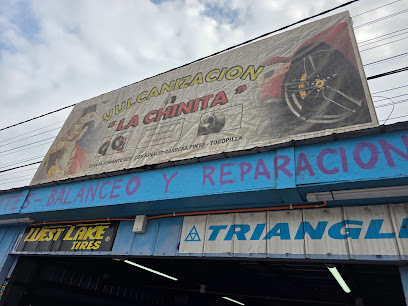 VULCANIZACION
"LA CHINITA"
TOCOPILLA
BALANCEO Y REPARACION
WEST LAKE
TIRES
TRIANGLE